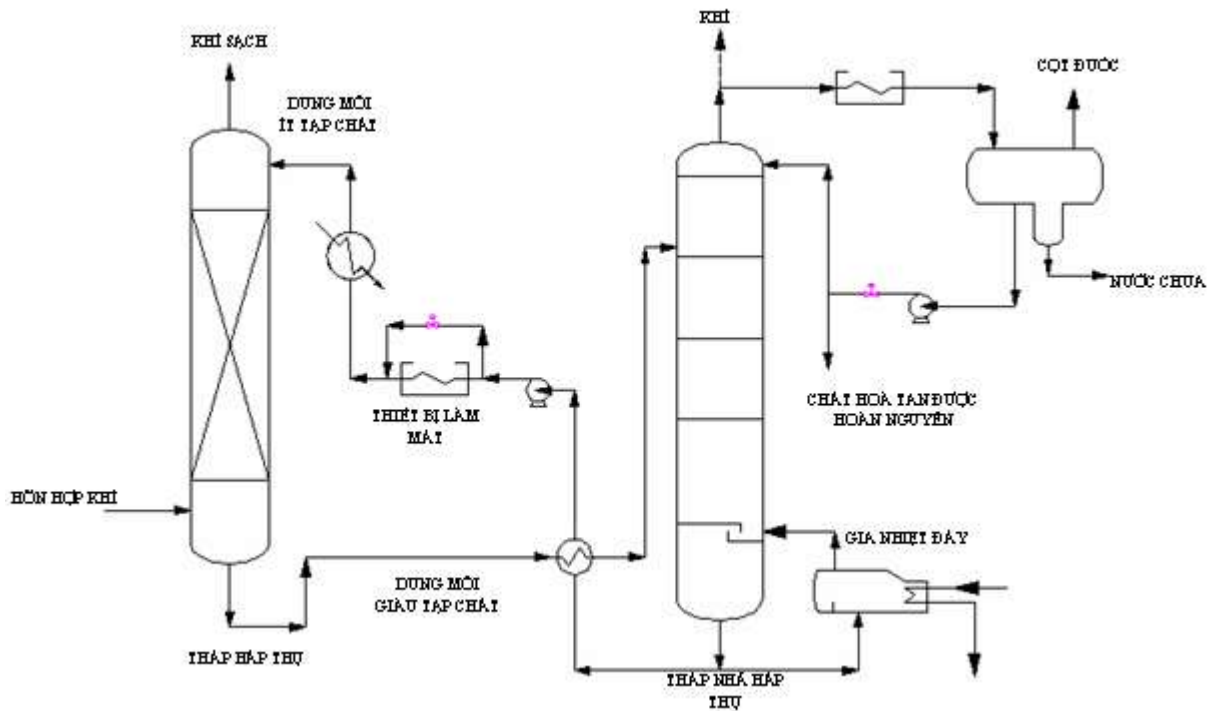 KHÍ SẠCH
KHÍ
CỘT ĐUỐC
DUNG MÔI
ÍT TẠP CHẤT
NƯỚC CHUA
CHẤT HOÀ TAN ĐƯỢC
HOÀN NGUYÊN
THIẾT BỊ LÀM
MÁT
HỖN HỢP KHÍ
GIA NHIỆT ĐÁY
DUNG MÔI
GIÀU TẠP CHẤT
THÁP HẤP THỤ
THÁP NHẢ HẤP
THỤ